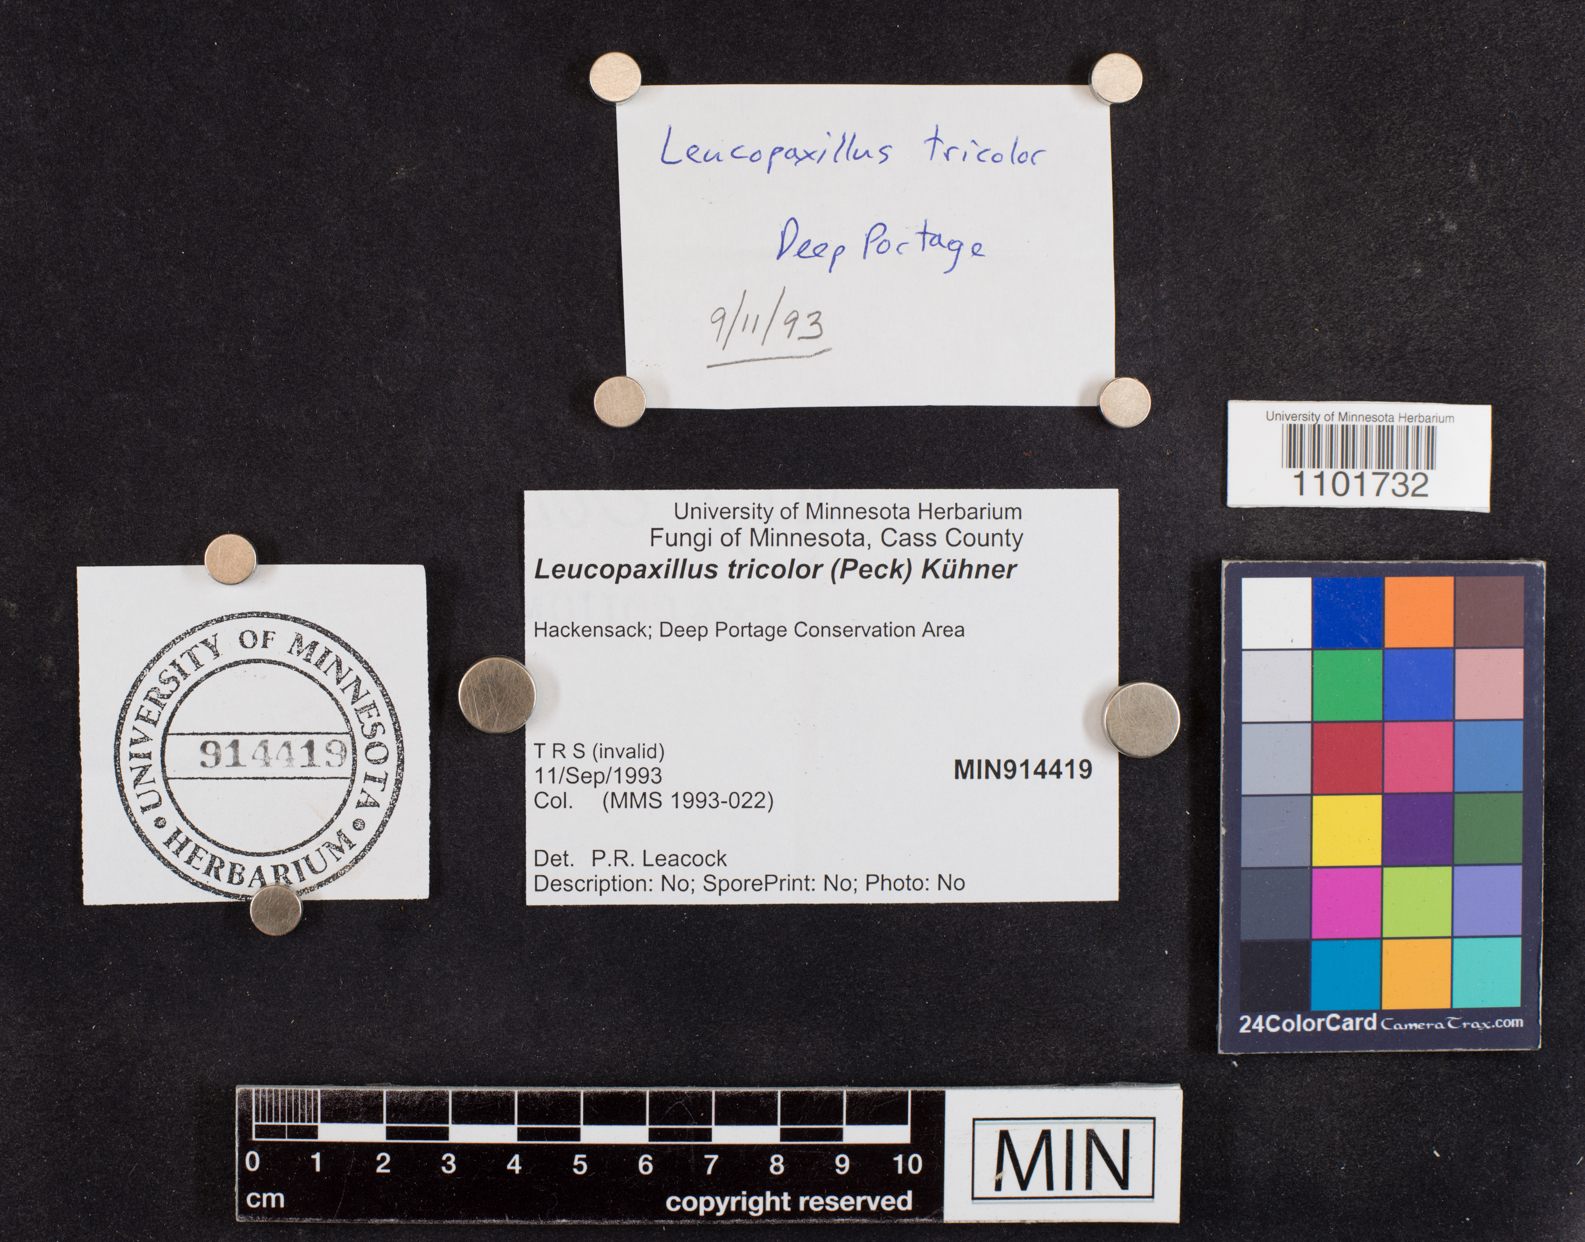 Leucopaxillus tricolor
Deep Portage
9/11/93
University of Minnesota Herbarium
1101732
University of Minnesota Herbarium
Fungi of Minnesota, Cass County
Leucopaxillus tricolor (Peck) Kühner
Hackensack; Deep Portage Conservation Area
T R S (invalid)
11/Sep/1993
MIN914419
Col. (MMS 1993-022)
Det. P.R. Leacock
Description: No; SporePrint: No; Photo: No
UNIVERSITY OF MINNESOTA
914419
HERBARIUM
24ColorCard CameraTrax.com
0 1 2 3 4 5 6 7 8 9 10
cm
copyright reserved
MIN